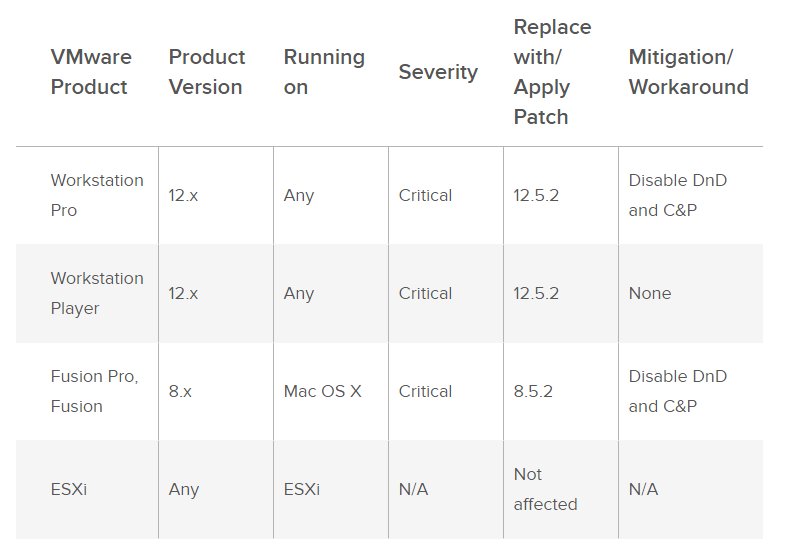 VMware Product | Product Version | Running on | Severity | Replace with/ Apply Patch | Mitigation/ Workaround
Workstation Pro | 12.x | Any | Critical | 12.5.2 | Disable DnD and C&P
Workstation Player | 12.x | Any | Critical | 12.5.2 | None
Fusion Pro, Fusion | 8.x | Mac OS X | Critical | 8.5.2 | Disable DnD and C&P
ESXi | Any | ESXi | N/A | Not affected | N/A